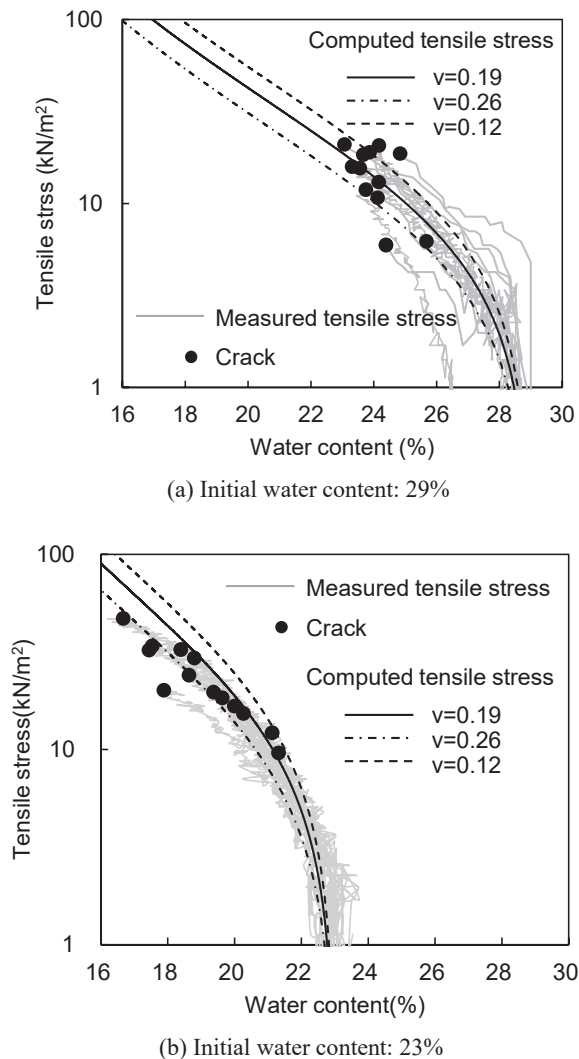 100
10
1
Tensile strss (kN/m²)
Computed tensile stress
v=0.19
v=0.26
v=0.12
Measured tensile stress
Crack
16 18 20 22 24 26 28 30
Water content (%)
(a) Initial water content: 29%
100
10
1
Tensile stress(kN/m²)
Measured tensile stress
Crack
Computed tensile stress
v=0.19
v=0.26
v=0.12
16 18 20 22 24 26 28 30
Water content(%)
(b) Initial water content: 23%